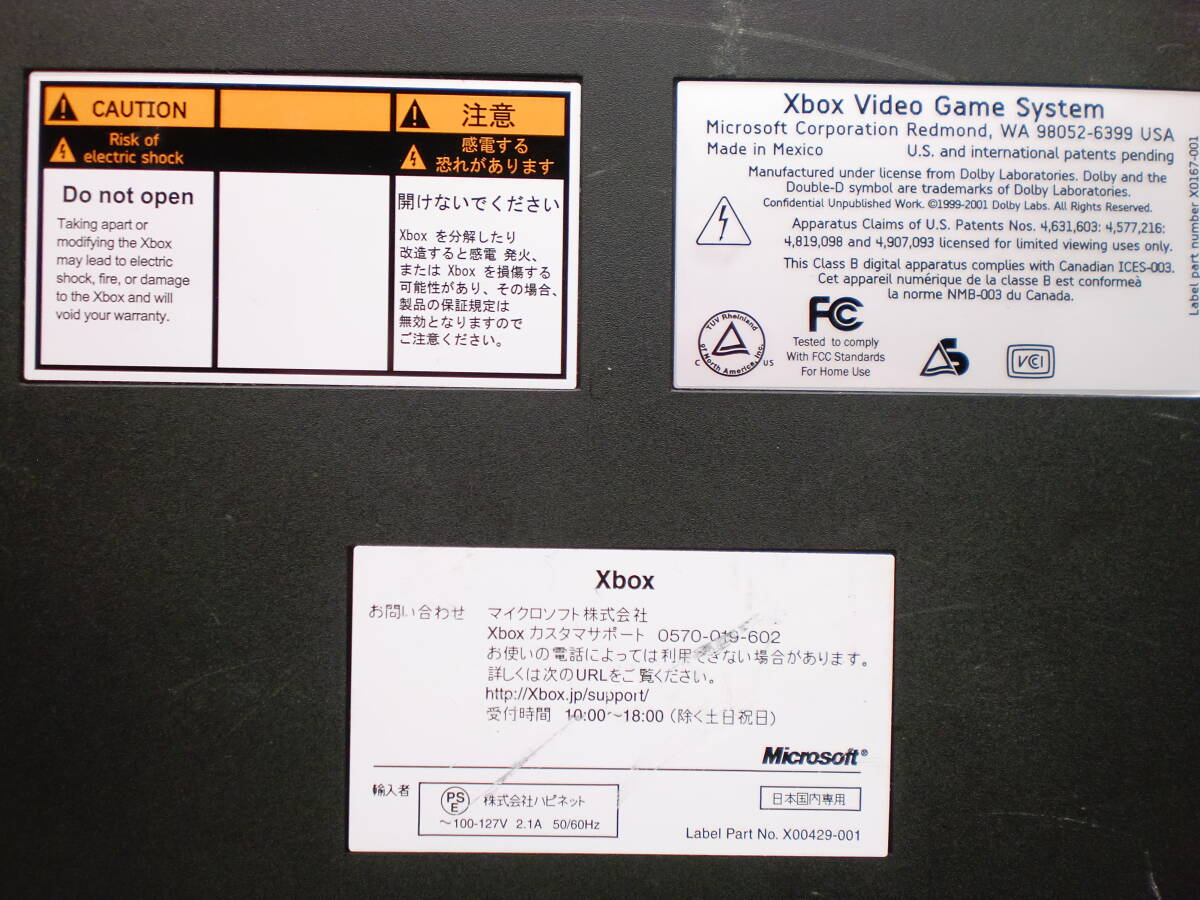 CAUTION
Risk of
electric shock
Do not open
Taking apart or
modifying the Xbox
may lead to electric
shock, fire, or damage
to the Xbox and will
void your warranty.
注意
感電する
恐れがあります
開けないでください
Xbox を分解したり
改造すると感電 発火、
または Xbox を損傷する
可能性があり、その場合、
製品の保証規定は
無効となりますので
ご注意ください。
Xbox Video Game System
Microsoft Corporation Redmond, WA 98052-6399 USA
Made in Mexico U.S. and international patents pending
Manufactured under license from Dolby Laboratories. Dolby and the
Double-D symbol are trademarks of Dolby Laboratories.
Confidential Unpublished Work. ©1999-2001 Dolby Labs. All Rights Reserved.
Apparatus Claims of U.S. Patents Nos. 4,631,603: 4,577,216:
4,819,098 and 4,907,093 licensed for limited viewing uses only.
This Class B digital apparatus complies with Canadian ICES-003.
Cet appareil numérique de la classe B est conformeà
la norme NMB-003 du Canada.
TUV Rheinland
of North America, Inc.
C US
FC
Tested to comply
With FCC Standards
For Home Use
S
VCI
Label part number X0167-001
Xbox
お問い合わせ マイクロソフト株式会社
Xbox カスタマサポート 0570-019-602
お使いの電話によっては利用できない場合があります。
詳しくは次のURLをご覧ください。
http://Xbox.jp/support/
受付時間 10:00~18:00 (除く土日祝日)
Microsoft®
輸入者 PSE 株式会社ハピネット
~100-127V 2.1A 50/60Hz
日本国内専用
Label Part No. X00429-001